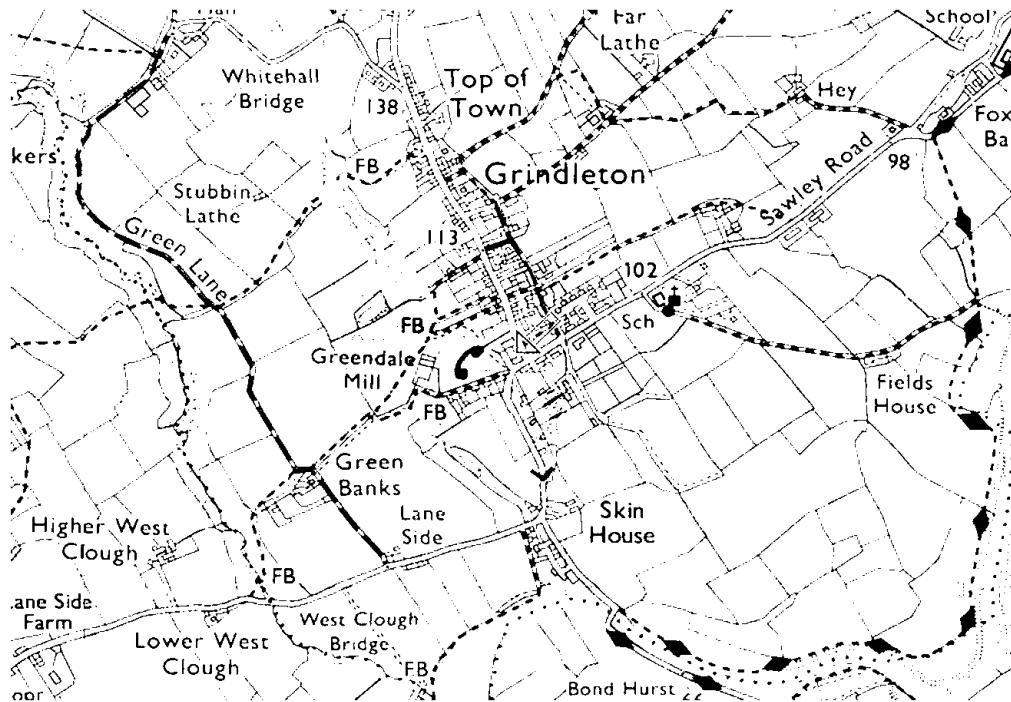 School
Far
Lathe
Whitehall
Bridge
Top of
Town
138
Hey
Fox
Ba
kers
FB
Grindleton
Sawley Road
98
Stubbin
Lathe
Green Lane
113
102
FB
Sch
Greendale
Mill
FB
Fields
House
Green
Banks
Lane
Side
Skin
House
Higher West
Clough
FB
ane Side
Farm
Lower West
Clough
West Clough
Bridge
FB
Bond Hurst